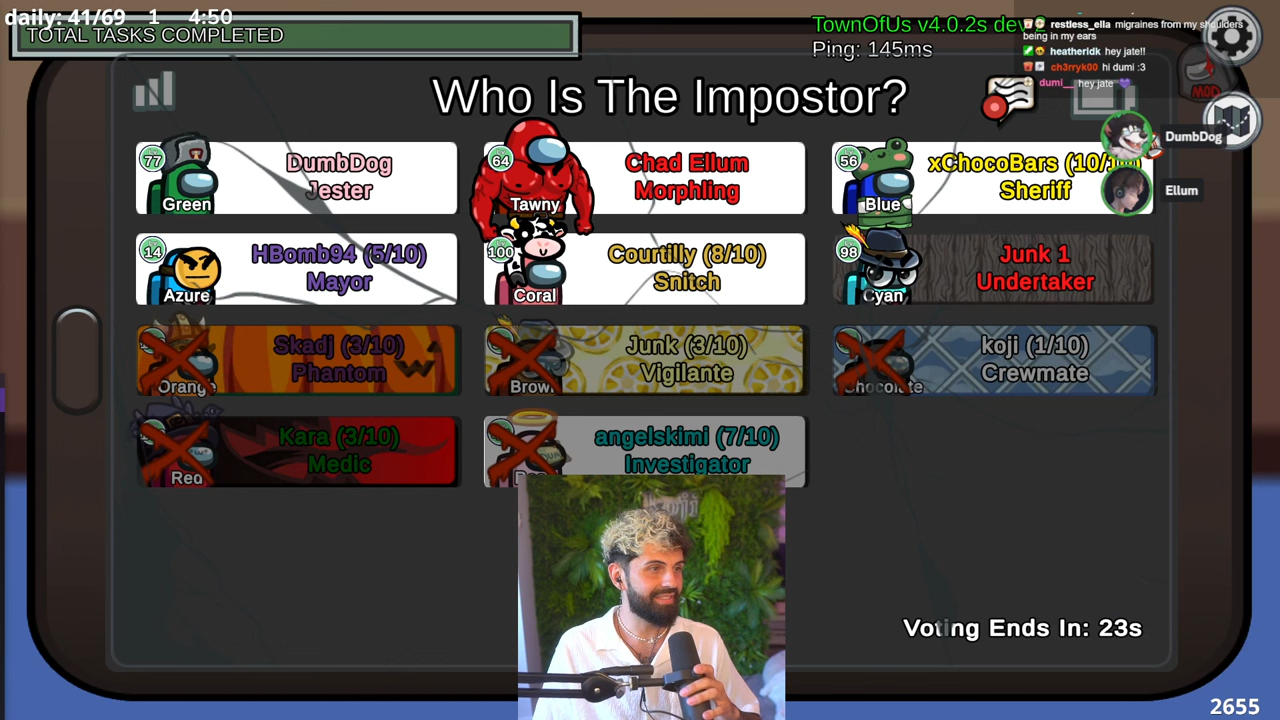 daily: 41/69 1 4:50
TOTAL TASKS COMPLETED
TownOfUs v4.0.2s dev
Ping: 145ms
restless_ella migraines from my shoulders
being in my ears
heatheridk hey jate!!
ch3rryk00 hi dumi :3
dumi__ hey jate
MOD
Who Is The Impostor?
DumbDog
Ellum
77
DumbDog
Jester
Green
64
Chad Ellum
Morphling
Tawny
56
xChocoBars (10/10)
Sheriff
Blue
14
HBomb94 (5/10)
Mayor
Azure
100
Courtilly (8/10)
Snitch
Coral
98
Junk 1
Undertaker
Cyan
Skadj (3/10)
Phantom
Orange
Junk (3/10)
Vigilante
Brown
koji (1/10)
Crewmate
Chocolate
Kara (3/10)
Medic
Red
angelskimi (7/10)
Investigator
Voting Ends In: 23s
2655